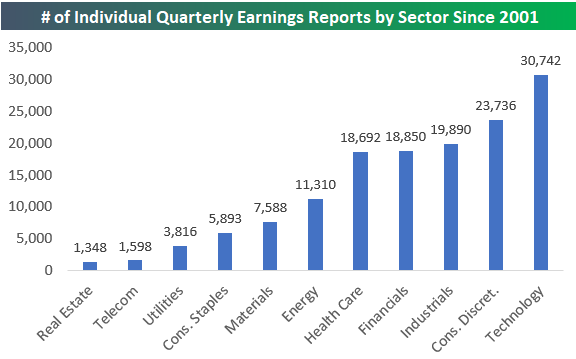 # of Individual Quarterly Earnings Reports by Sector Since 2001
35,000
30,000
25,000
20,000
15,000
10,000
5,000
0
1,348
1,598
3,816
5,893
7,588
11,310
18,692
18,850
19,890
23,736
30,742
Real Estate
Telecom
Utilities
Cons. Staples
Materials
Energy
Health Care
Financials
Industrials
Cons. Discret.
Technology